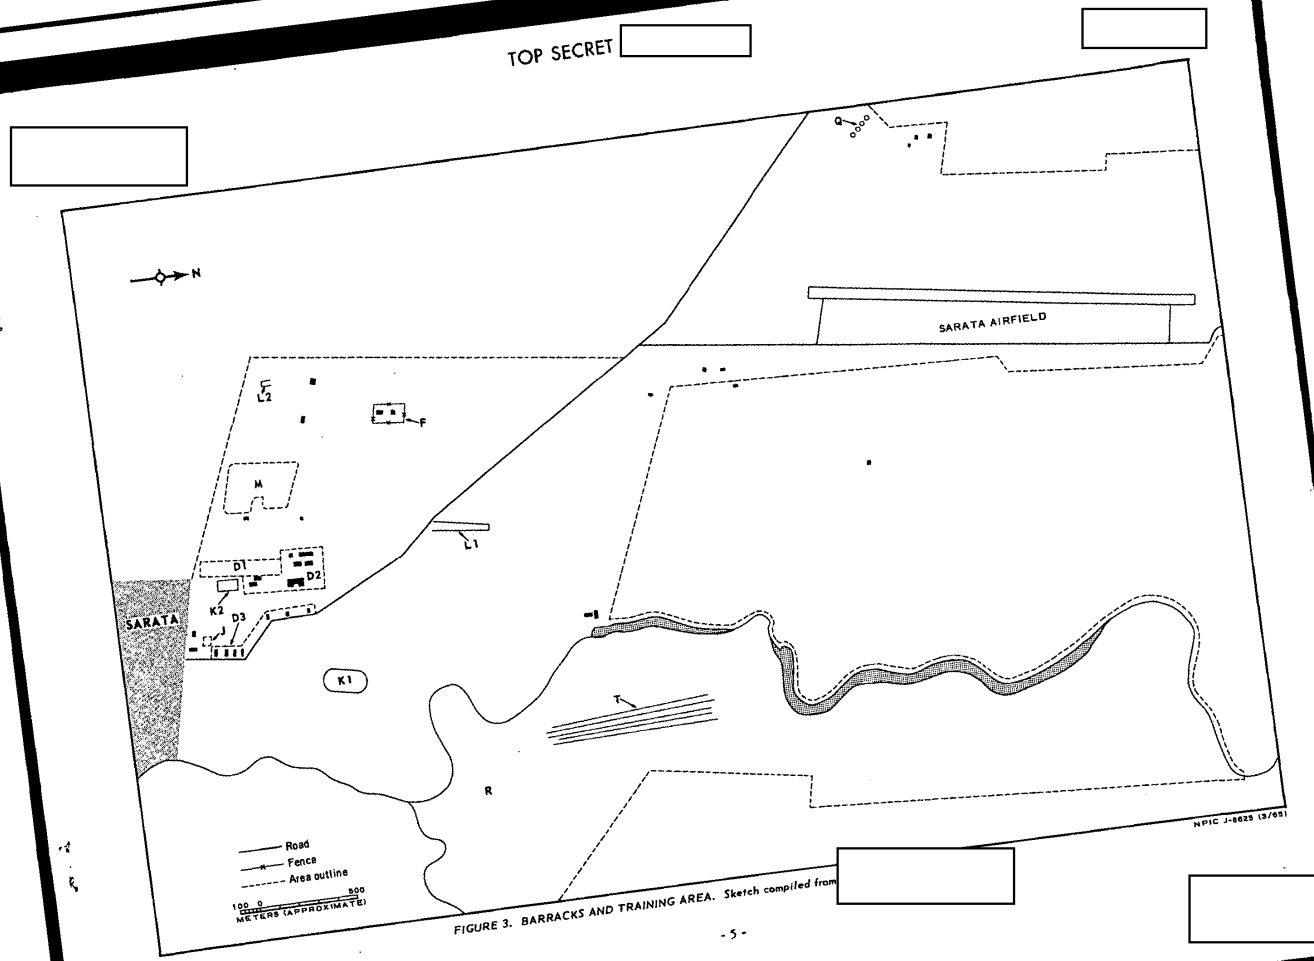 TOP SECRET
Q
N
SARATA AIRFIELD
L2
F
M
L1
D1
D2
K2
D3
SARATA
J
K1
T
R
NPIC J-8625 (3/65)
Road
Fence
Area outline
100 0 500
METERS (APPROXIMATE)
FIGURE 3. BARRACKS AND TRAINING AREA. Sketch compiled from
- 5 -